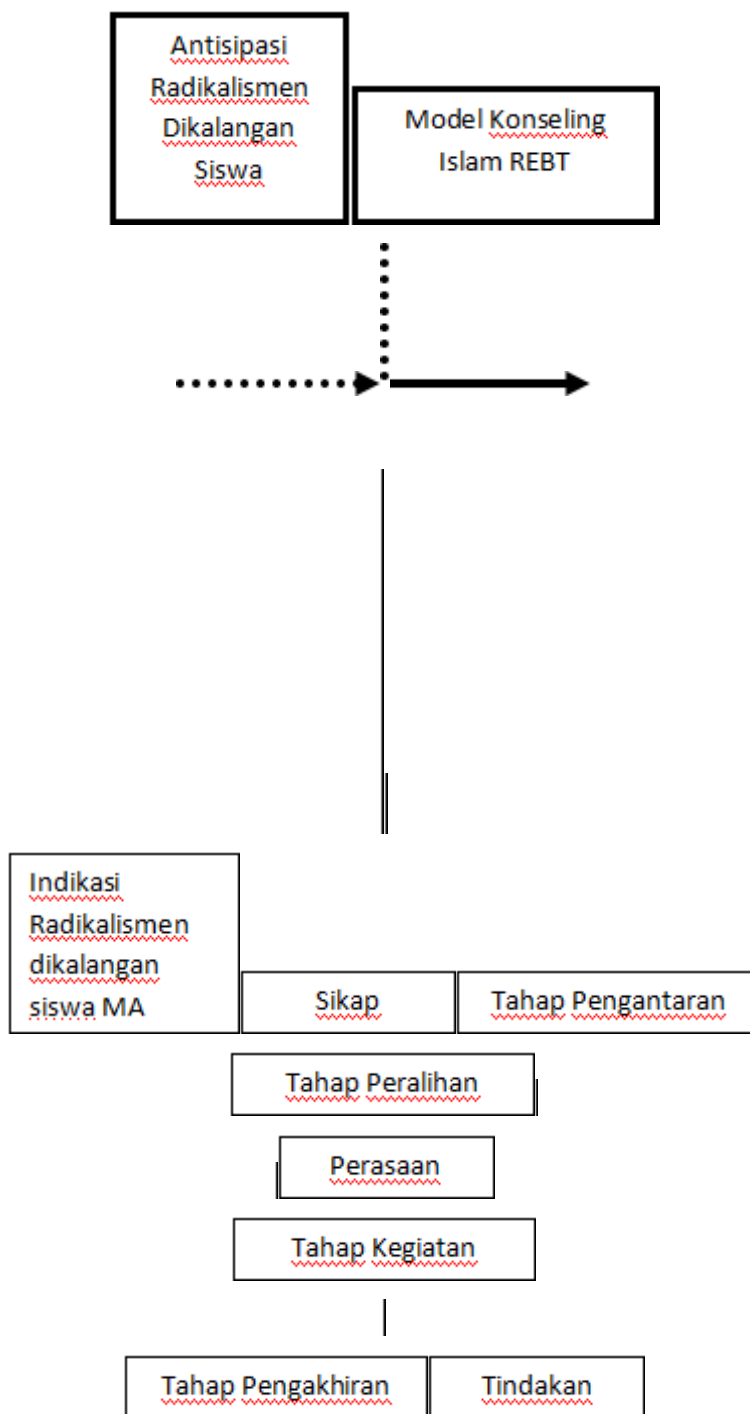 Antisipasi
Radikalismen
Dikalangan
Siswa
Model Konseling
Islam REBT
Indikasi
Radikalismen
dikalangan
siswa MA
Sikap
Tahap Pengantaran
Tahap Peralihan
Perasaan
Tahap Kegiatan
Tahap Pengakhiran
Tindakan